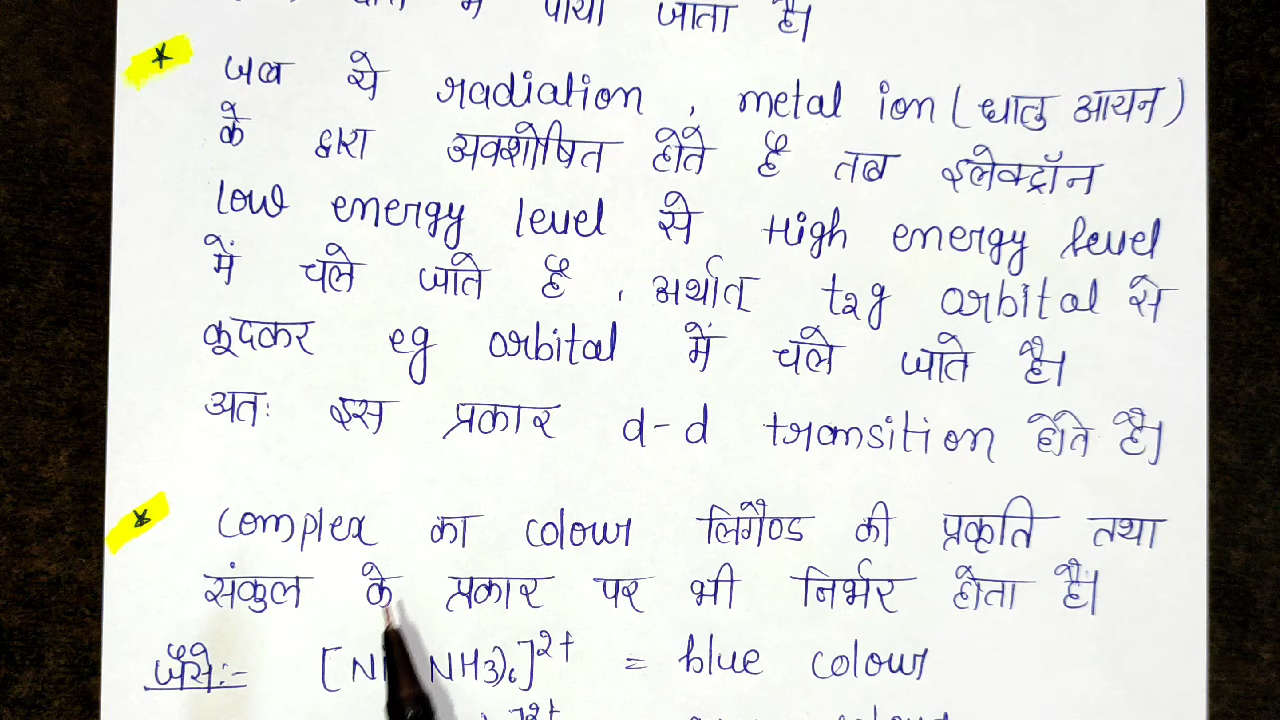 में पाया जाता है।
* जब ये radiation , metal ion ( धातु आयन )
के द्वारा अवशोषित होते है तब इलेक्ट्रॉन
low energy level से High energy level
में चले जाते है , अर्थात् t2g orbital से
कूदकर eg orbital में चले जाते है।
अतः इस प्रकार d-d transition होते है।
* Complex का colour लिगैण्ड की प्रकृति तथा
संकुल के प्रकार पर भी निर्भर होता है।
जैसे:- [N NH3)6]2+ = blue colour
]2+